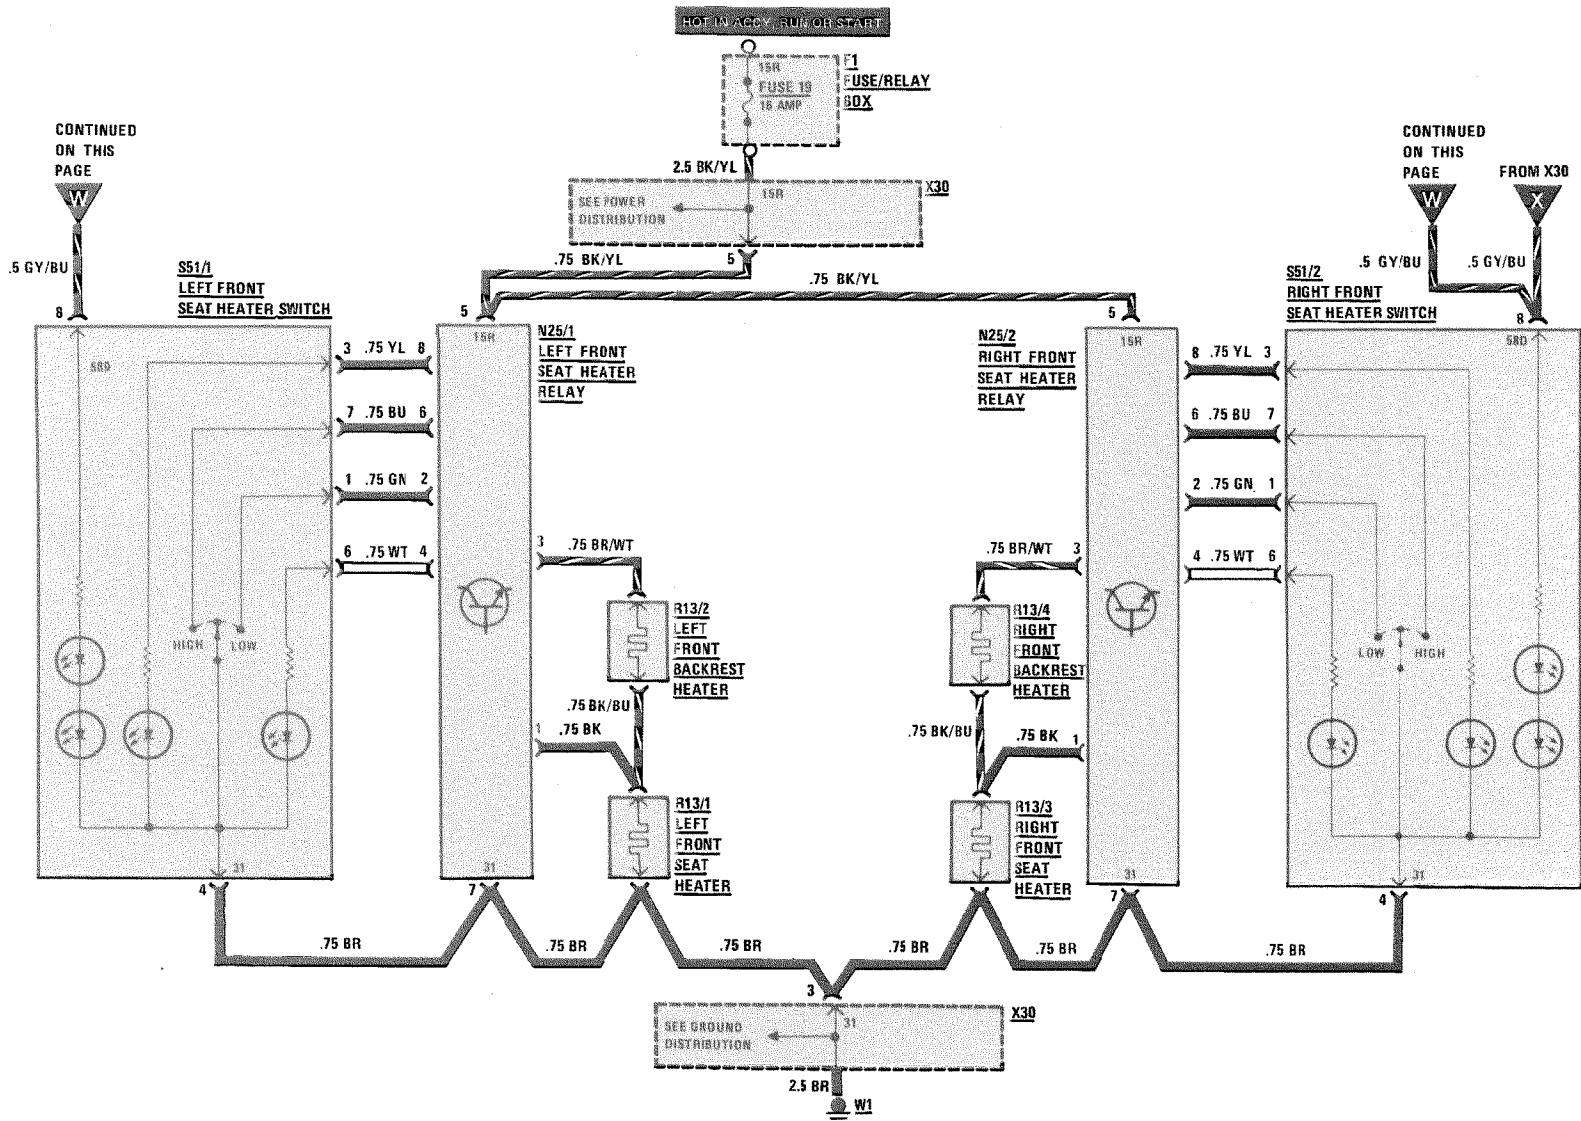 HOT IN ACCY, RUN OR START
15R
FUSE 19
16 AMP
F1
FUSE/RELAY
BOX
2.5 BK/YL
15R
SEE POWER
DISTRIBUTION
X30
5
.75 BK/YL
.75 BK/YL
CONTINUED
ON THIS
PAGE
W
.5 GY/BU
8
S51/1
LEFT FRONT
SEAT HEATER SWITCH
58D
3 .75 YL 8
7 .75 BU 6
1 .75 GN 2
6 .75 WT 4
HIGH
LOW
31
4
5
15R
N25/1
LEFT FRONT
SEAT HEATER
RELAY
3
.75 BR/WT
R13/2
LEFT
FRONT
BACKREST
HEATER
.75 BK/BU
1
.75 BK
R13/1
LEFT
FRONT
SEAT
HEATER
31
7
CONTINUED
ON THIS
PAGE
W
FROM X30
X
.5 GY/BU
.5 GY/BU
S51/2
RIGHT FRONT
SEAT HEATER SWITCH
8
58D
5
15R
N25/2
RIGHT FRONT
SEAT HEATER
RELAY
8 .75 YL 3
6 .75 BU 7
2 .75 GN 1
4 .75 WT 6
.75 BR/WT
3
R13/4
RIGHT
FRONT
BACKREST
HEATER
LOW
HIGH
.75 BK/BU
.75 BK
1
R13/3
RIGHT
FRONT
SEAT
HEATER
31
7
31
4
.75 BR
.75 BR
.75 BR
.75 BR
.75 BR
.75 BR
3
X30
31
SEE GROUND
DISTRIBUTION
2.5 BR
W1